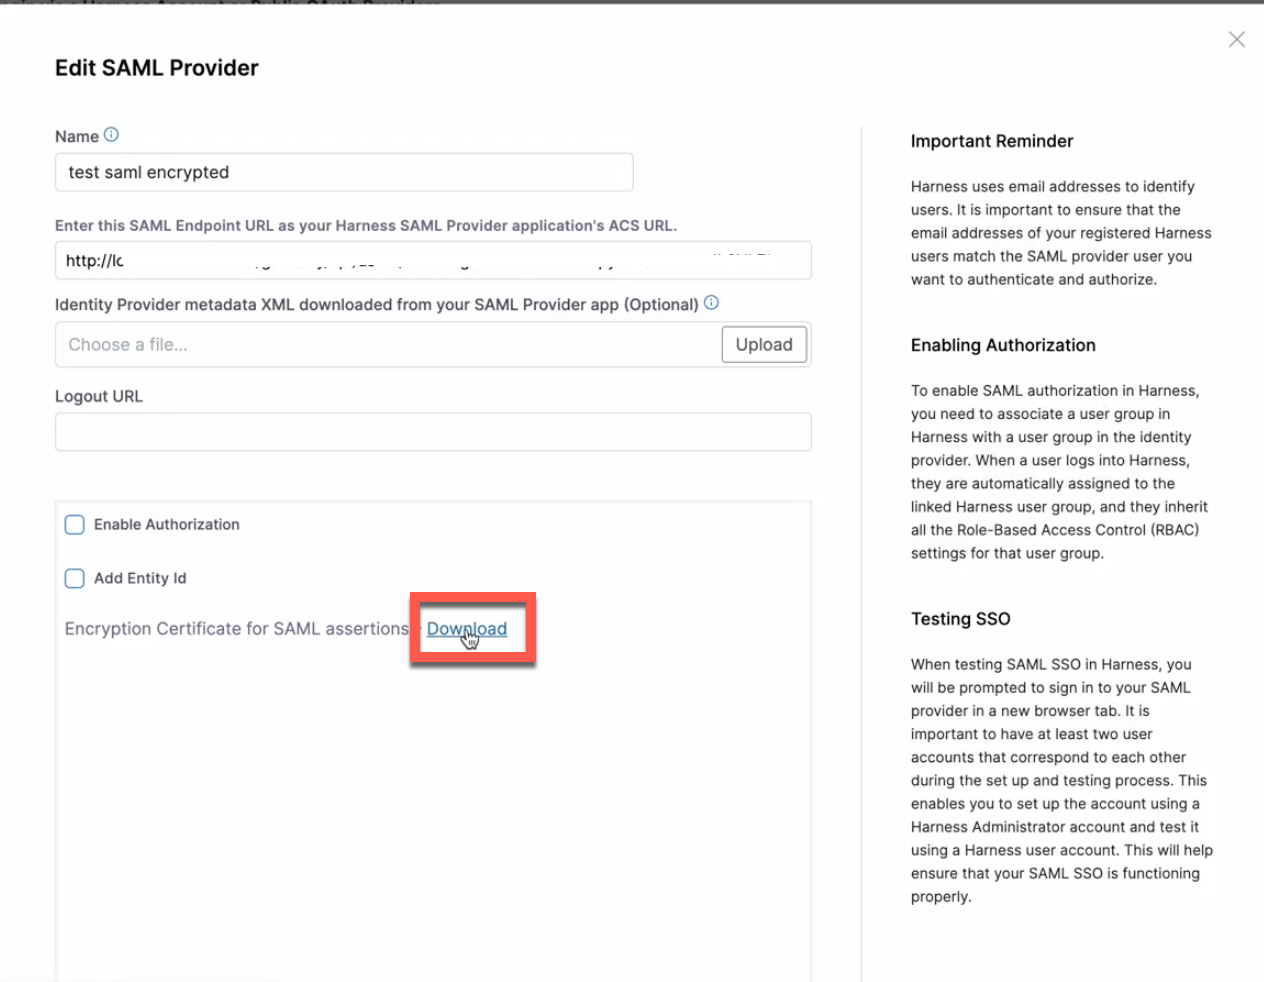 Edit SAML Provider
Name
test saml encrypted
Enter this SAML Endpoint URL as your Harness SAML Provider application's ACS URL.
http://lo
Identity Provider metadata XML downloaded from your SAML Provider app (Optional)
Choose a file...
Upload
Logout URL
Enable Authorization
Add Entity Id
Encryption Certificate for SAML assertions
Download
Important Reminder
Harness uses email addresses to identify
users. It is important to ensure that the
email addresses of your registered Harness
users match the SAML provider user you
want to authenticate and authorize.
Enabling Authorization
To enable SAML authorization in Harness,
you need to associate a user group in
Harness with a user group in the identity
provider. When a user logs into Harness,
they are automatically assigned to the
linked Harness user group, and they inherit
all the Role-Based Access Control (RBAC)
settings for that user group.
Testing SSO
When testing SAML SSO in Harness, you
will be prompted to sign in to your SAML
provider in a new browser tab. It is
important to have at least two user
accounts that correspond to each other
during the set up and testing process. This
enables you to set up the account using a
Harness Administrator account and test it
using a Harness user account. This will help
ensure that your SAML SSO is functioning
properly.